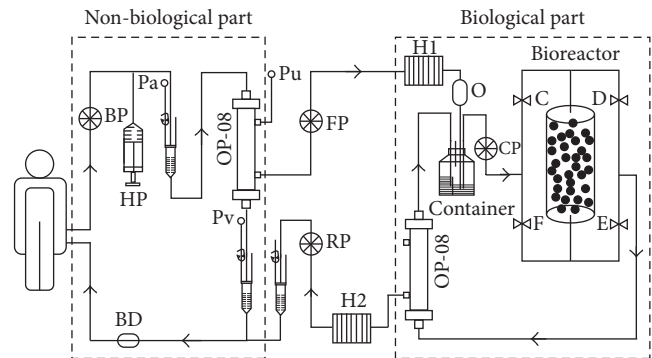 Non-biological part
Biological part
H1
Bioreactor
Pa
Pu
O
C
D
BP
OP-08
FP
CP
HP
Container
Pv
RP
F
E
OP-08
H2
BD